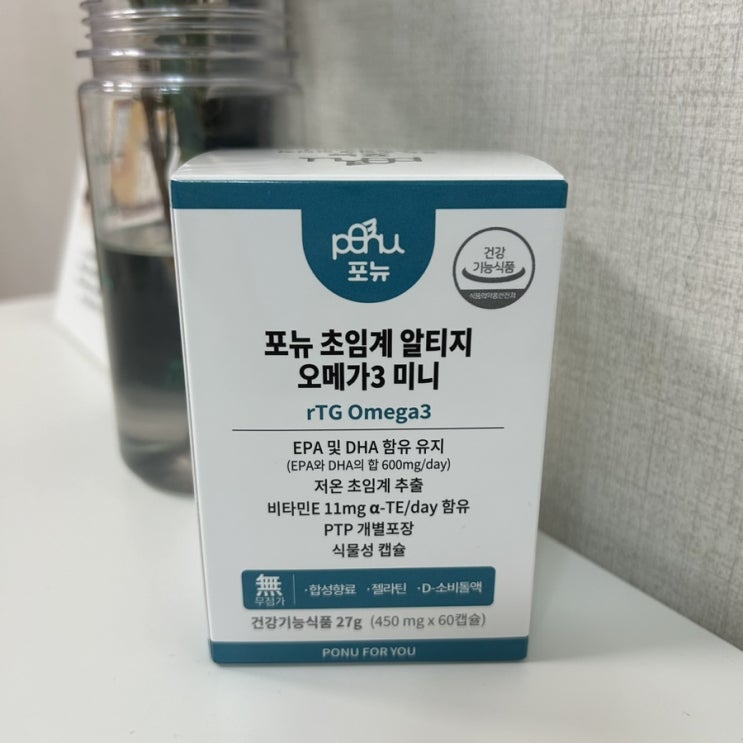 ponu
포뉴
건강
기능식품
식품의약품안전처
포뉴 초임계 알티지
오메가3 미니
rTG Omega3
EPA 및 DHA 함유 유지
(EPA와 DHA의 합 600mg/day)
저온 초임계 추출
비타민E 11mg α-TE/day 함유
PTP 개별포장
식물성 캡슐
無
무첨가
·합성향료 ·젤라틴 ·D-소비톨액
건강기능식품 27g (450 mg x 60캡슐)
PONU FOR YOU